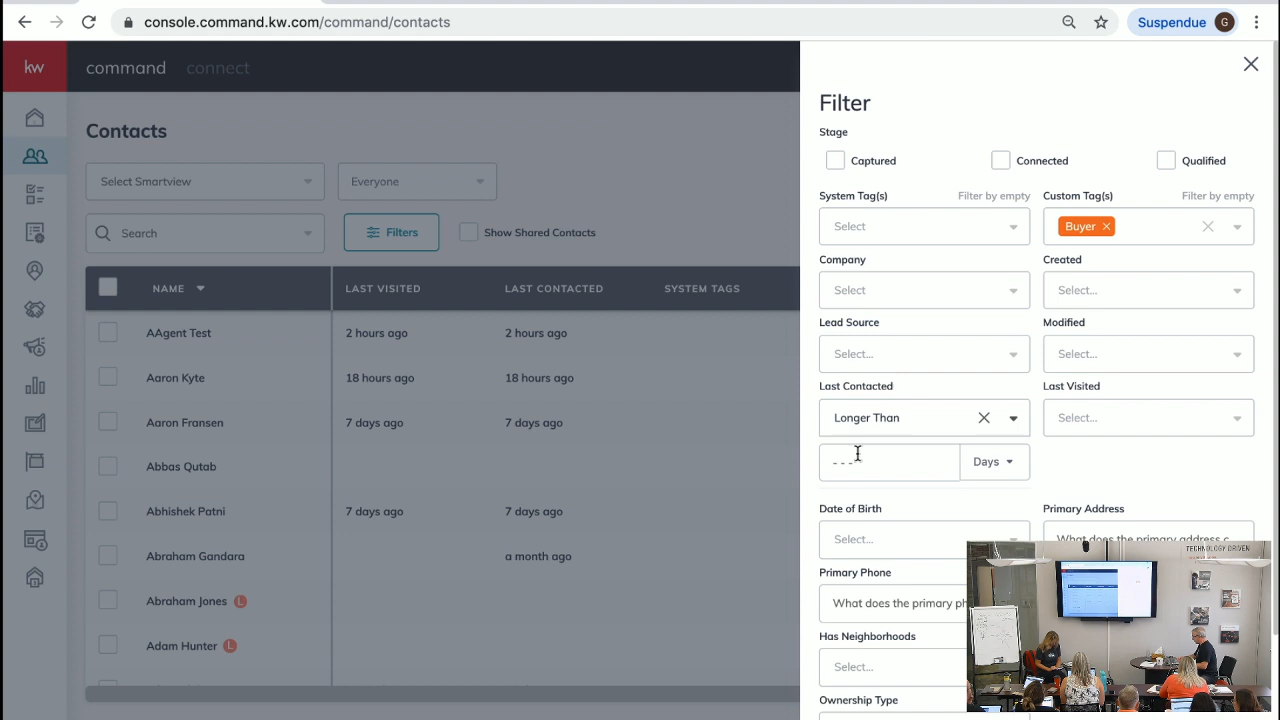 console.command.kw.com/command/contacts
Suspendue G
kw
command connect
Contacts
Select Smartview
Everyone
Search
Filters
Show Shared Contacts
NAME LAST VISITED LAST CONTACTED SYSTEM TAGS
AAgent Test 2 hours ago 2 hours ago
Aaron Kyte 18 hours ago 18 hours ago
Aaron Fransen 7 days ago 7 days ago
Abbas Qutab
Abhishek Patni 7 days ago 7 days ago
Abraham Gandara a month ago
Abraham Jones L
Adam Hunter L
Filter
Stage
Captured Connected Qualified
System Tag(s) Filter by empty Custom Tag(s) Filter by empty
Select Buyer ×
Company Created
Select Select...
Lead Source Modified
Select... Select...
Last Contacted Last Visited
Longer Than Select...
- - - Days
Date of Birth Primary Address
Select... What does the primary address c
Primary Phone
What does the primary ph
Has Neighborhoods
Select...
Ownership Type
TECHNOLOGY DRIVEN